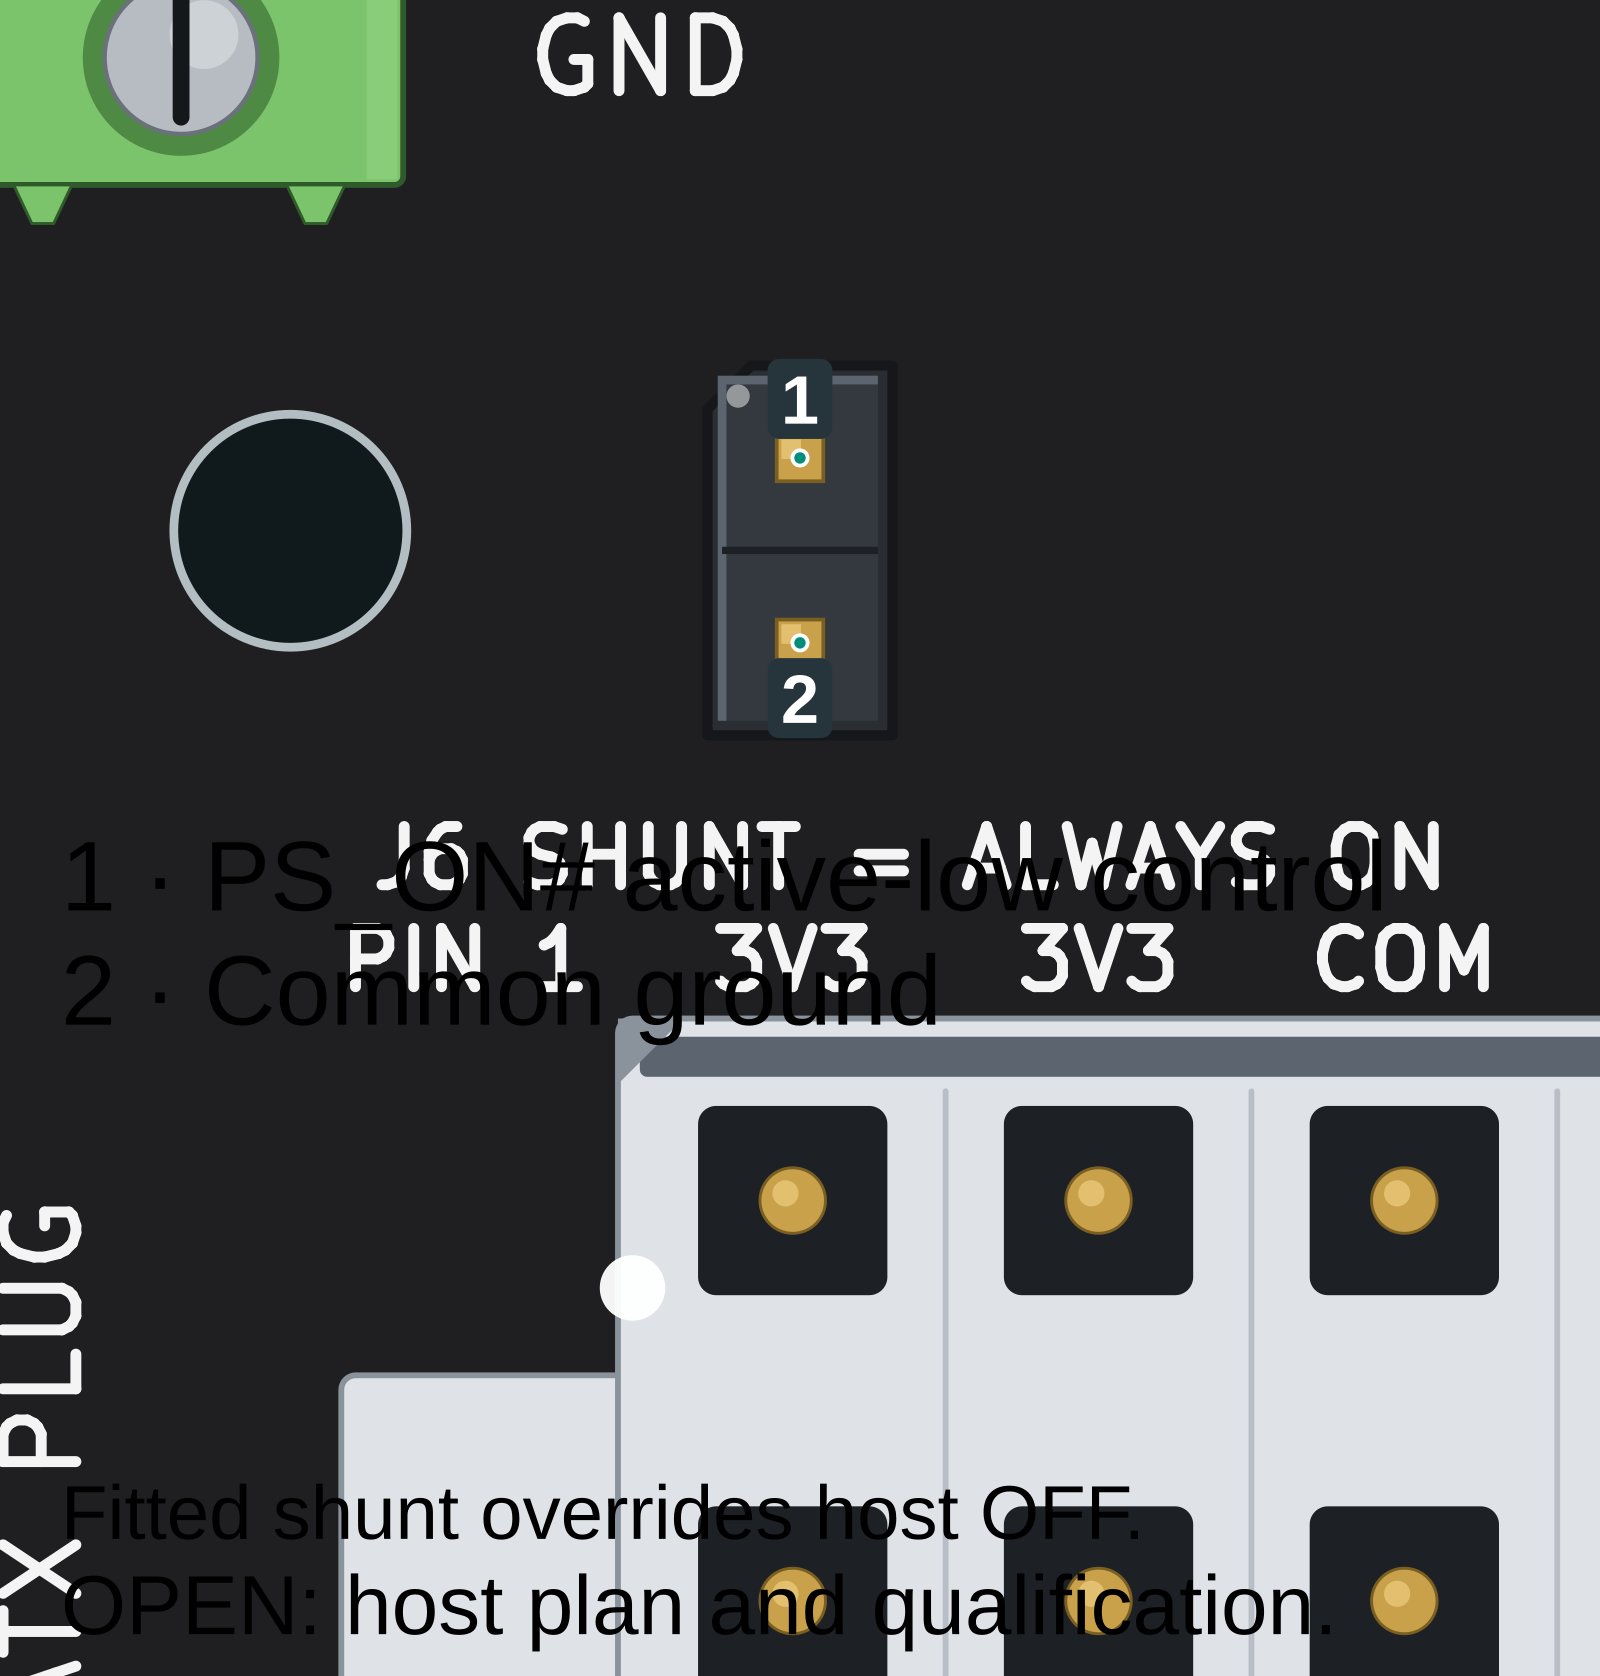 GND
1
2
J6 SHUNT = ALWAYS ON
1 · PS_ON# active-low control
PIN 1 3V3 3V3 COM
2 · Common ground
ATX PLUG
Fitted shunt overrides host OFF.
OPEN: host plan and qualification.